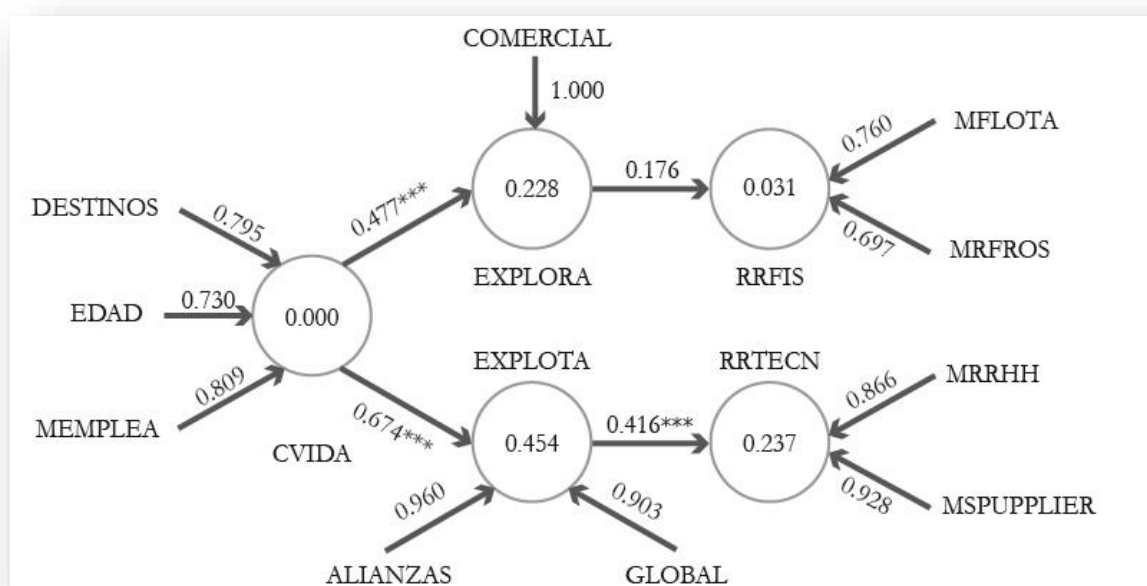 COMERCIAL
1.000
MFLOTA
0.760
0.228
0.176
0.031
DESTINOS
0.795
0.477***
0.697
MRFROS
EXPLORA
RRFIS
EDAD
0.730
0.000
EXPLOTA
RRTECN
MRRHH
0.809
0.866
MEMPLEA
0.674***
CVIDA
0.454
0.416***
0.237
0.960
0.903
0.928
MSPUPPLIER
ALIANZAS
GLOBAL